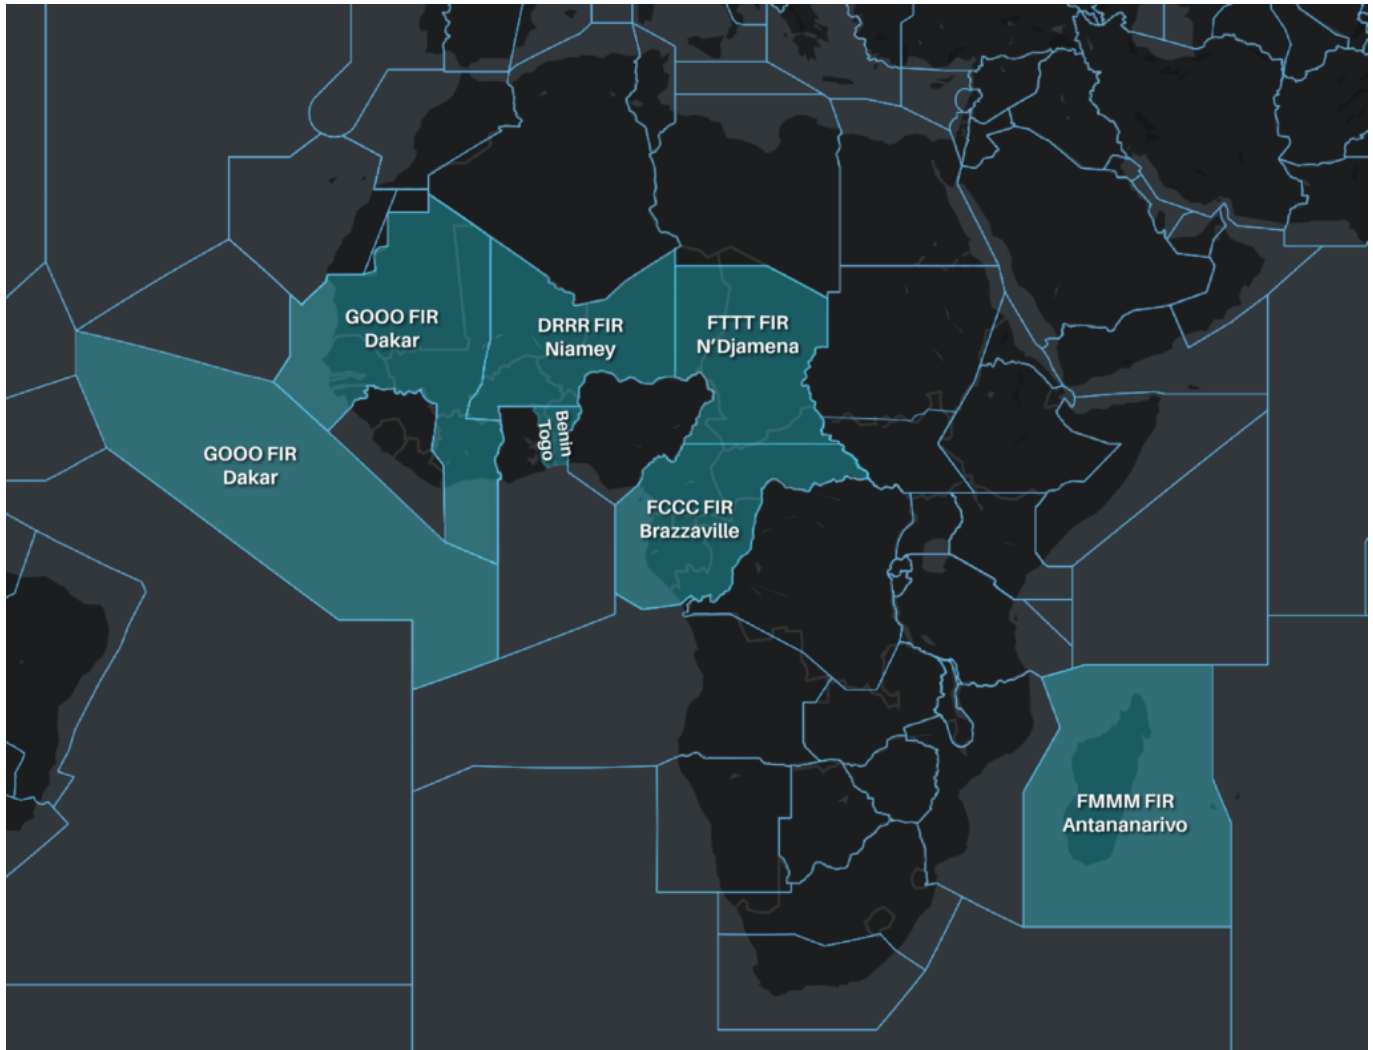 GOOO FIR
Dakar
DRRR FIR
Niamey
FTTT FIR
N'Djamena
Benin
Togo
GOOO FIR
Dakar
FCCC FIR
Brazzaville
FMMM FIR
Antananarivo